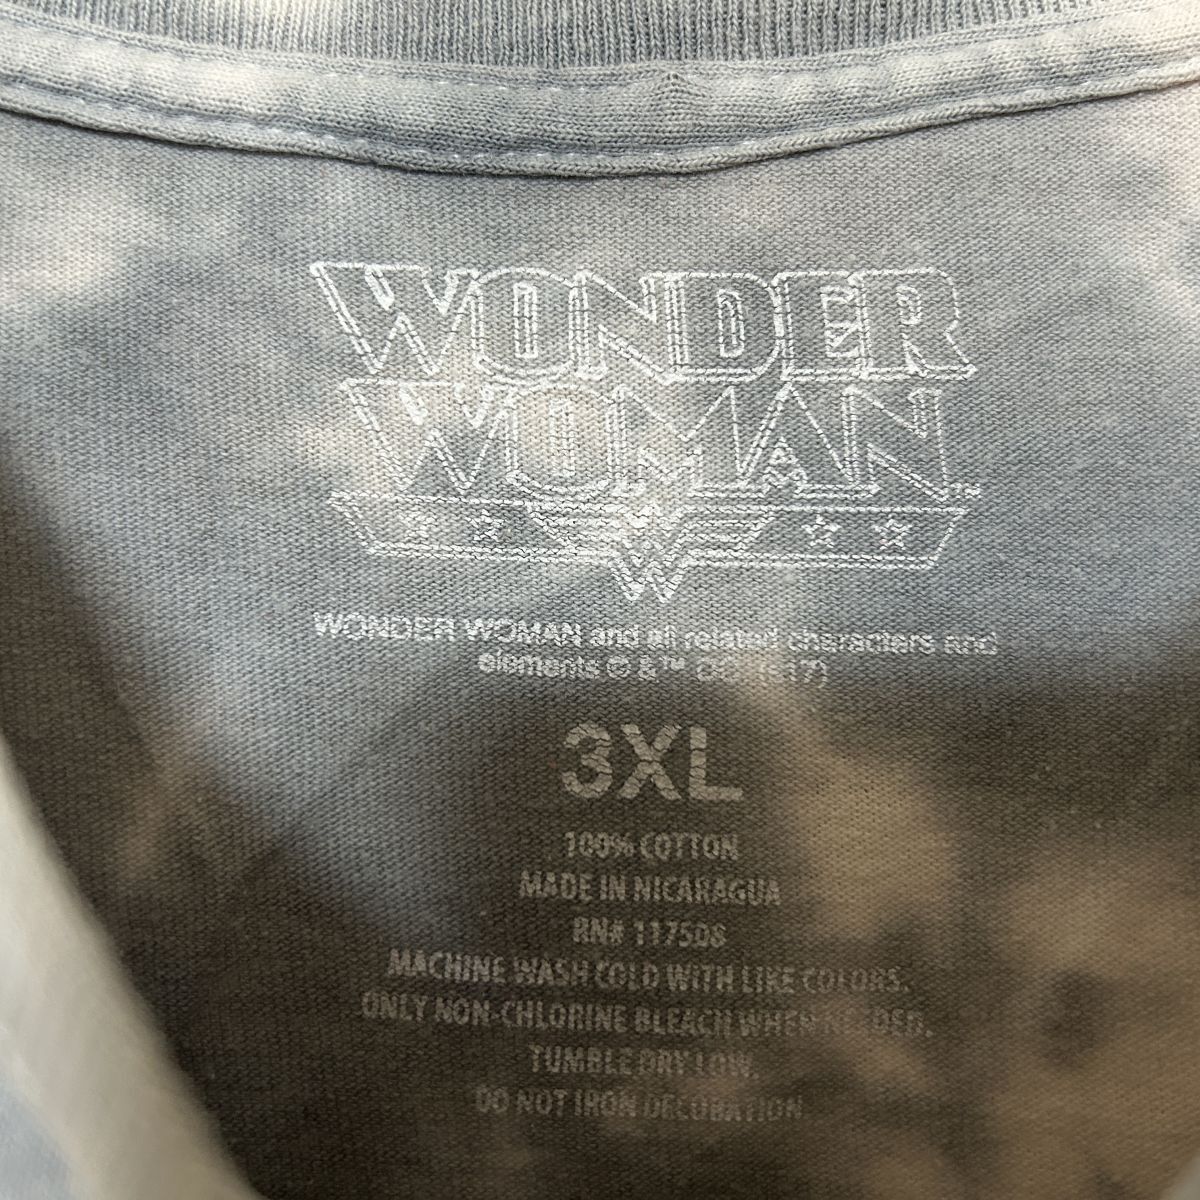 WONDER
WOMAN™
W
WONDER WOMAN and all related characters and
elements © & ™ DC (s17)
3XL
100% COTTON
MADE IN NICARAGUA
RN# 117508
MACHINE WASH COLD WITH LIKE COLORS.
ONLY NON-CHLORINE BLEACH WHEN NEEDED.
TUMBLE DRY LOW.
DO NOT IRON DECORATION